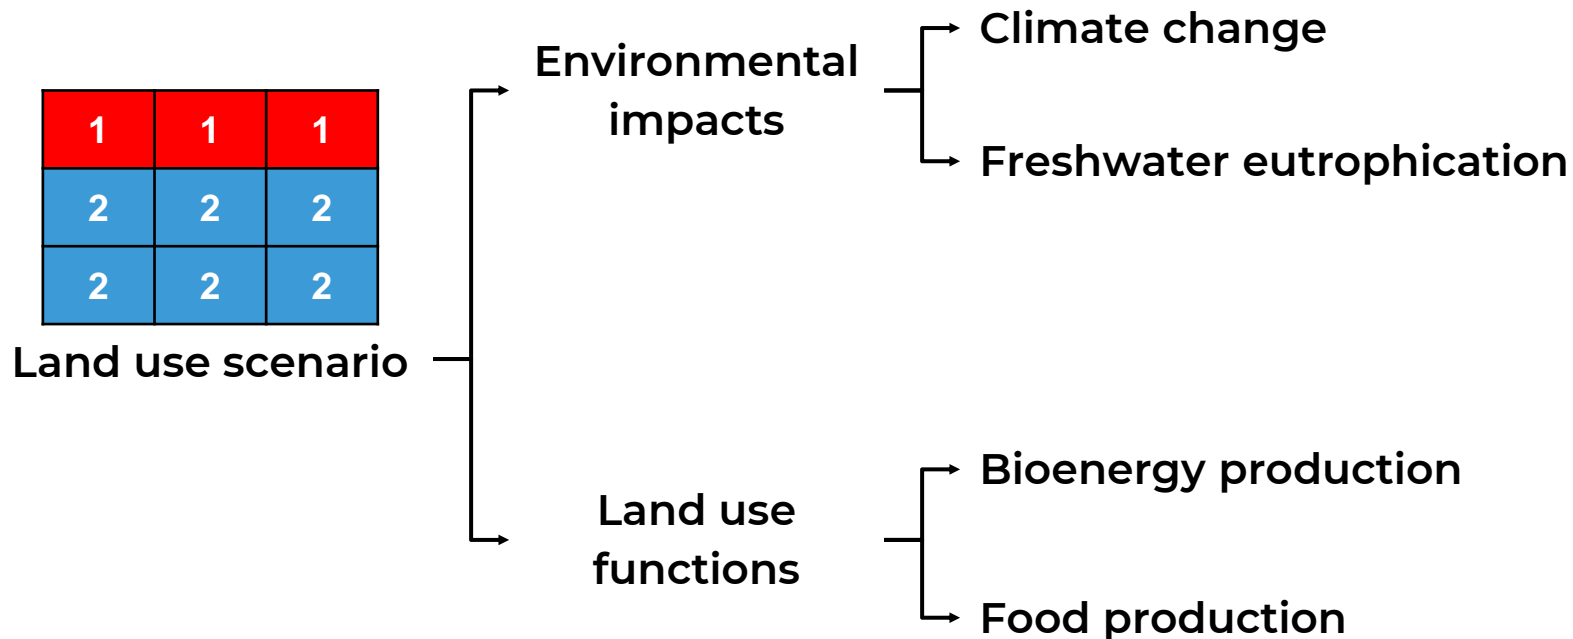 1 1 1
2 2 2
2 2 2
Land use scenario
Environmental
impacts
Climate change
Freshwater eutrophication
Land use
functions
Bioenergy production
Food production